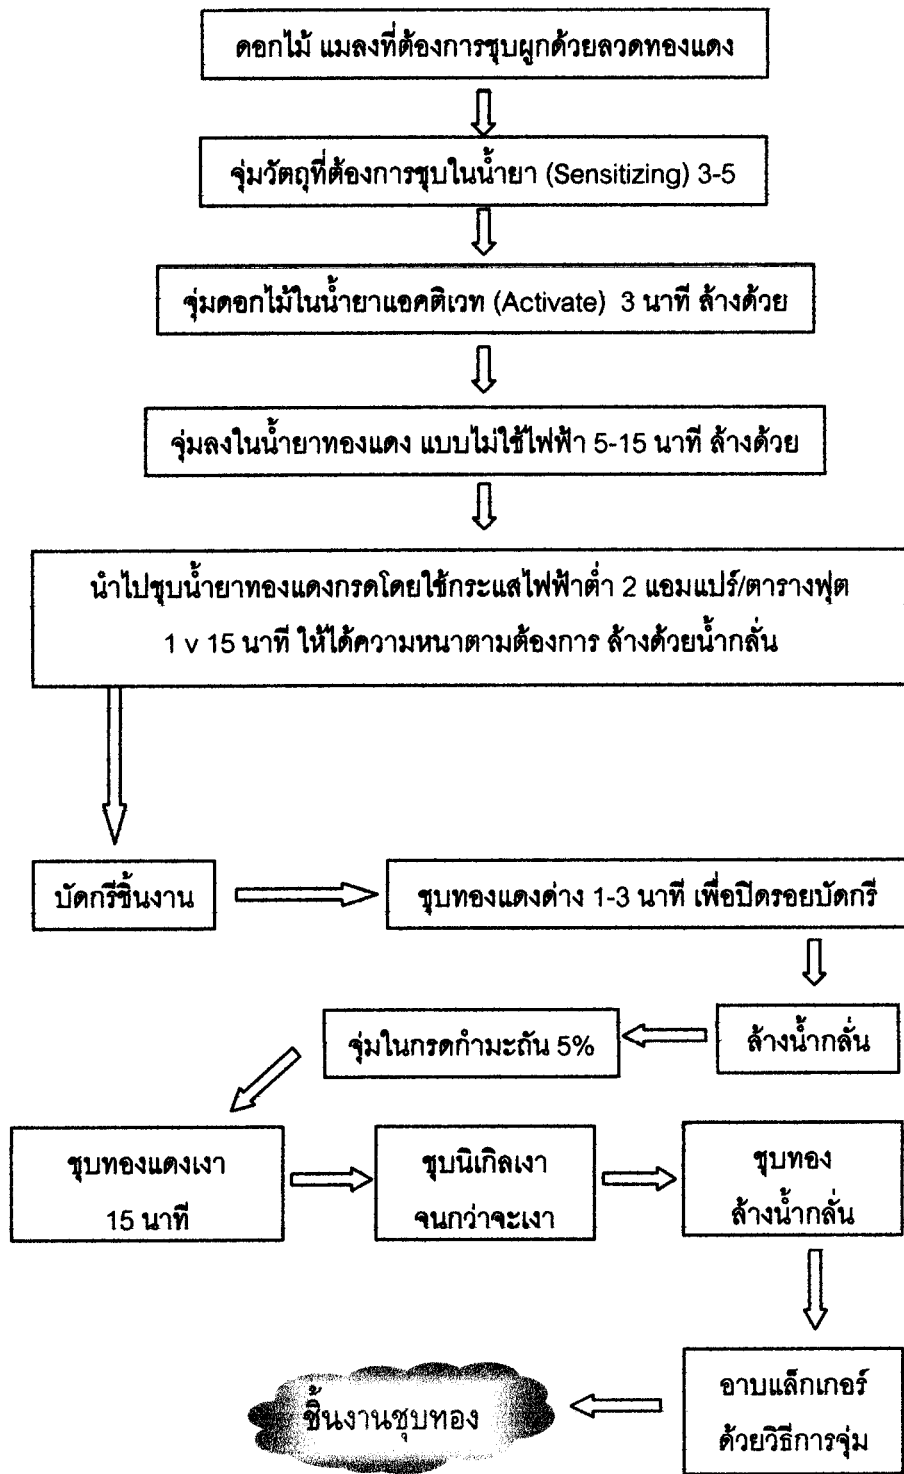 ดอกไม้ แมลงที่ต้องการชุบผูกด้วยลวดทองแดง
จุ่มวัตถุที่ต้องการชุบในน้ำยา (Sensitizing) 3-5
จุ่มดอกไม้ในน้ำยาแอคติเวท (Activate) 3 นาที ล้างด้วย
จุ่มลงในน้ำยาทองแดง แบบไม่ใช้ไฟฟ้า 5-15 นาที ล้างด้วย
นำไปชุบน้ำยาทองแดงกรดโดยใช้กระแสไฟฟ้าต่ำ 2 แอมแปร์/ตารางฟุต
1 v 15 นาที ให้ได้ความหนาตามต้องการ ล้างด้วยน้ำกลั่น
บัดกรีชิ้นงาน
ชุบทองแดงด่าง 1-3 นาที เพื่อปิดรอยบัดกรี
ล้างน้ำกลั่น
จุ่มในกรดกำมะถัน 5%
ชุบทองแดงเงา
15 นาที
ชุบนิเกิลเงา
จนกว่าจะเงา
ชุบทอง
ล้างน้ำกลั่น
อาบแล็กเกอร์
ด้วยวิธีการจุ่ม
ชิ้นงานชุบทอง